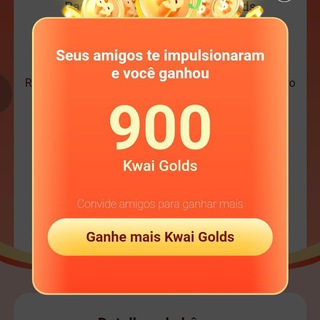 Seus amigos te impulsionaram
e você ganhou
900
Kwai Golds
Convide amigos para ganhar mais
Ganhe mais Kwai Golds